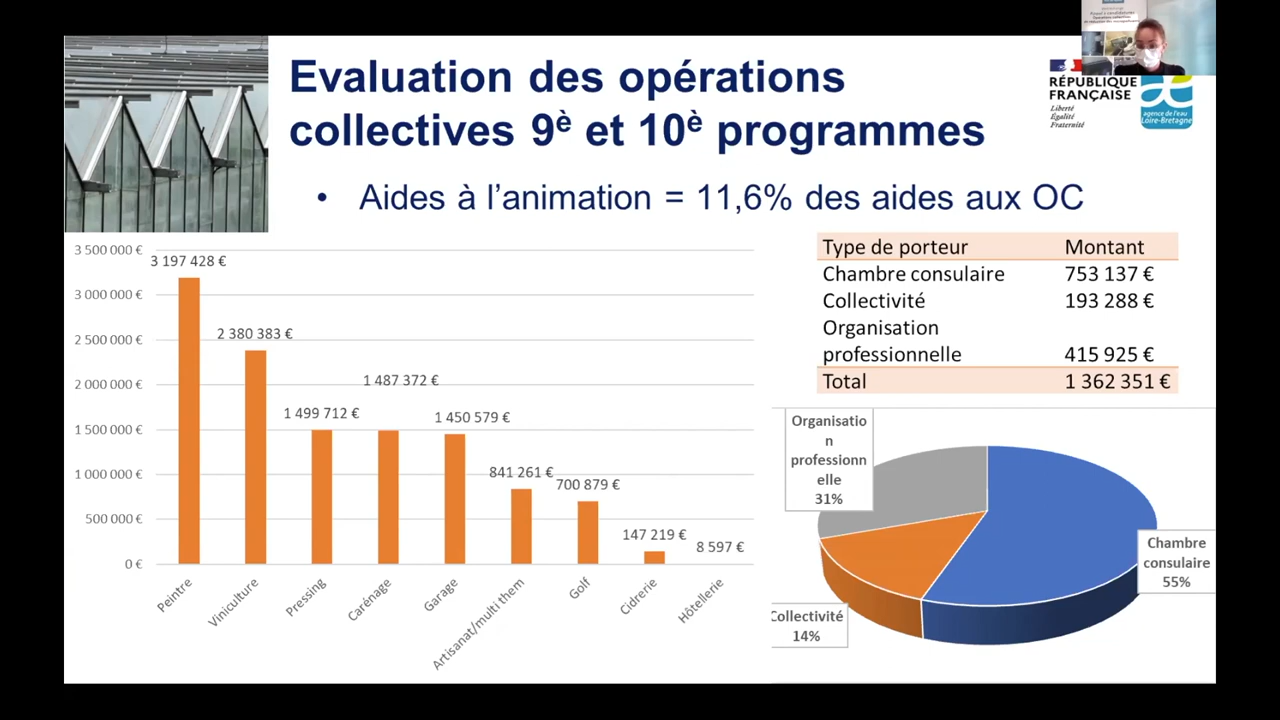 Evaluation des opérations
collectives 9è et 10è programmes
RÉPUBLIQUE
FRANÇAISE
Liberté
Égalité
Fraternité
agence de l'eau
Loire-Bretagne
• Aides à l'animation = 11,6% des aides aux OC
3 500 000 €
3 000 000 €
2 500 000 €
2 000 000 €
1 500 000 €
1 000 000 €
500 000 €
0 €
3 197 428 €
2 380 383 €
1 499 712 €
1 487 372 €
1 450 579 €
841 261 €
700 879 €
147 219 €
8 597 €
Peintre
Viniculture
Pressing
Carénage
Garage
Artisanat/multi them
Golf
Cidrerie
Hôtellerie
Type de porteur Montant
Chambre consulaire 753 137 €
Collectivité 193 288 €
Organisation
professionnelle 415 925 €
Total 1 362 351 €
Organisatio
n
professionn
elle
31%
Chambre
consulaire
55%
Collectivité
14%